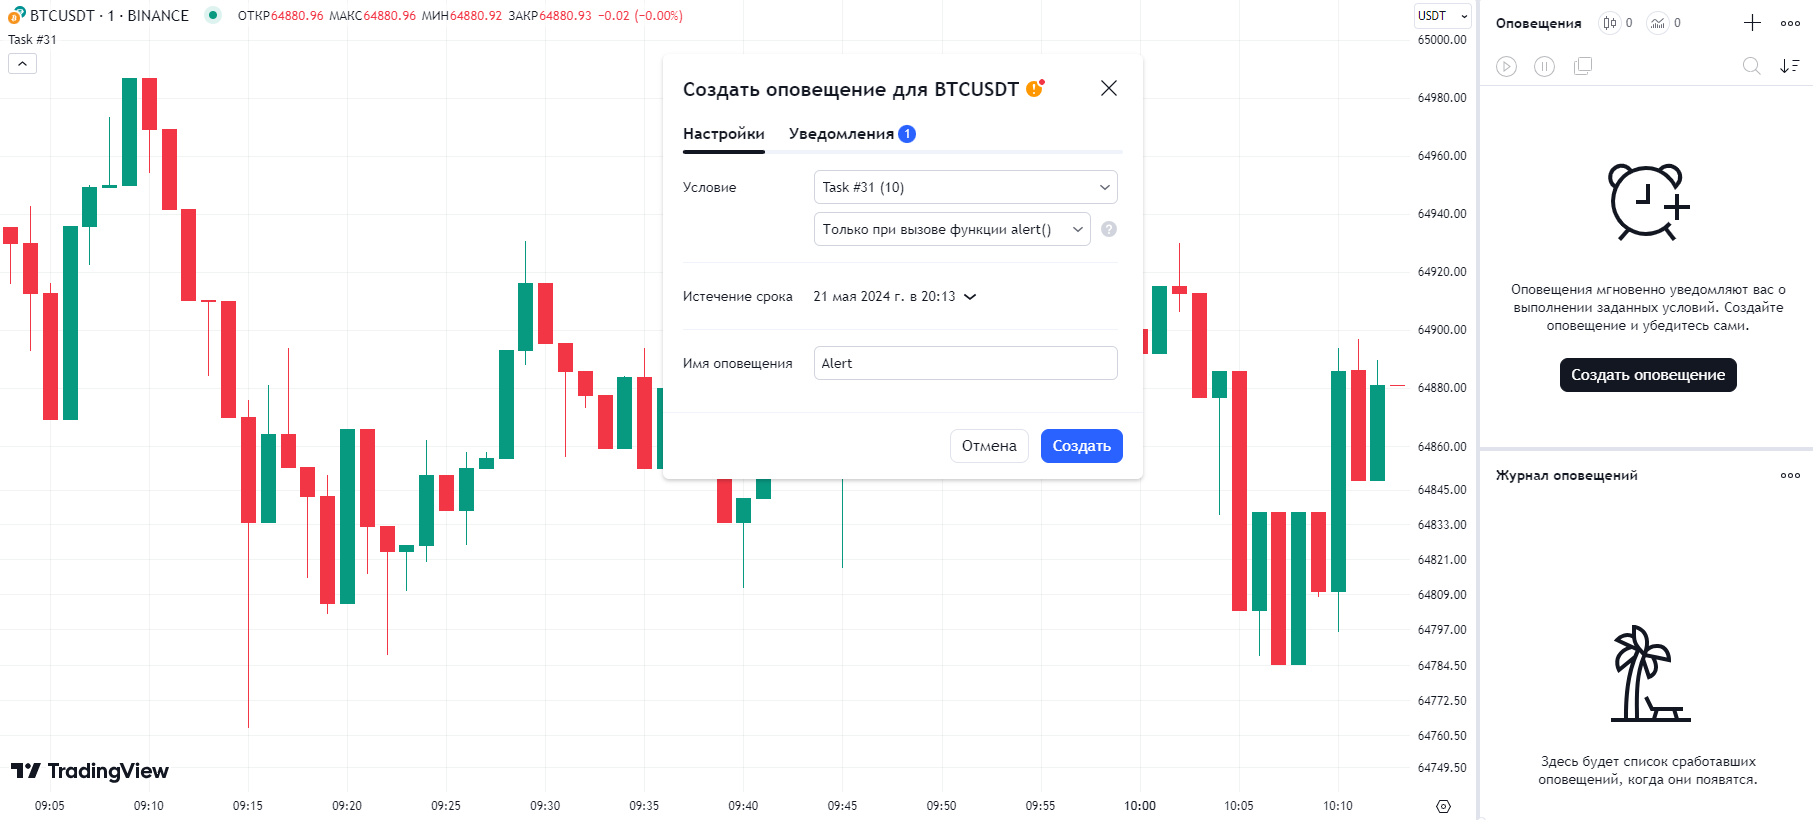 BTCUSDT · 1 · BINANCE
ОТКР64880.96 МАКС64880.96 МИН64880.92 ЗАКР64880.93 −0.02 (−0.00%)
Task #31
USDT
65000.00
64980.00
64960.00
64940.00
64920.00
64900.00
64880.00
64860.00
64845.00
64833.00
64821.00
64809.00
64797.00
64784.50
64772.50
64760.50
64749.50
Создать оповещение для BTCUSDT
Настройки
Уведомления 1
Условие
Task #31 (10)
Только при вызове функции alert()
?
Истечение срока
21 мая 2024 г. в 20:13
Имя оповещения
Alert
Отмена
Создать
TradingView
09:05 09:10 09:15 09:20 09:25 09:30 09:35 09:40 09:45 09:50 09:55 10:00 10:05 10:10
Оповещения
0
0
Оповещения мгновенно уведомляют вас о
выполнении заданных условий. Создайте
оповещение и убедитесь сами.
Создать оповещение
Журнал оповещений
Здесь будет список сработавших
оповещений, когда они появятся.